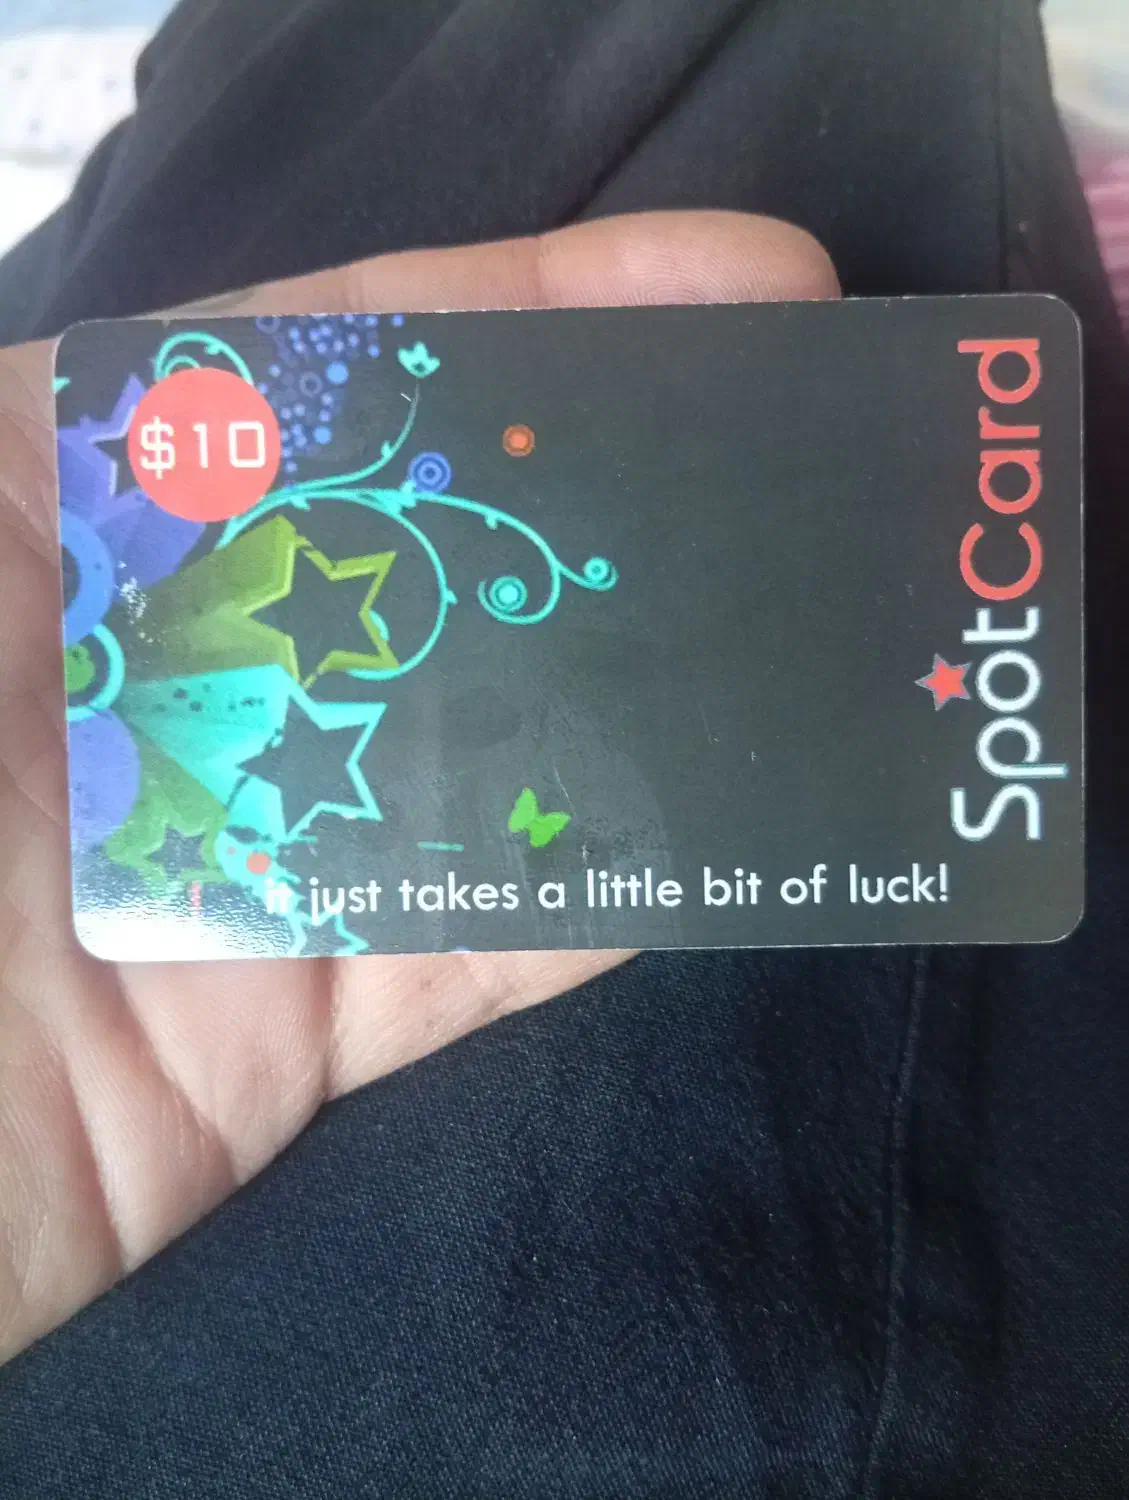 $10
SpotCard
it just takes a little bit of luck!